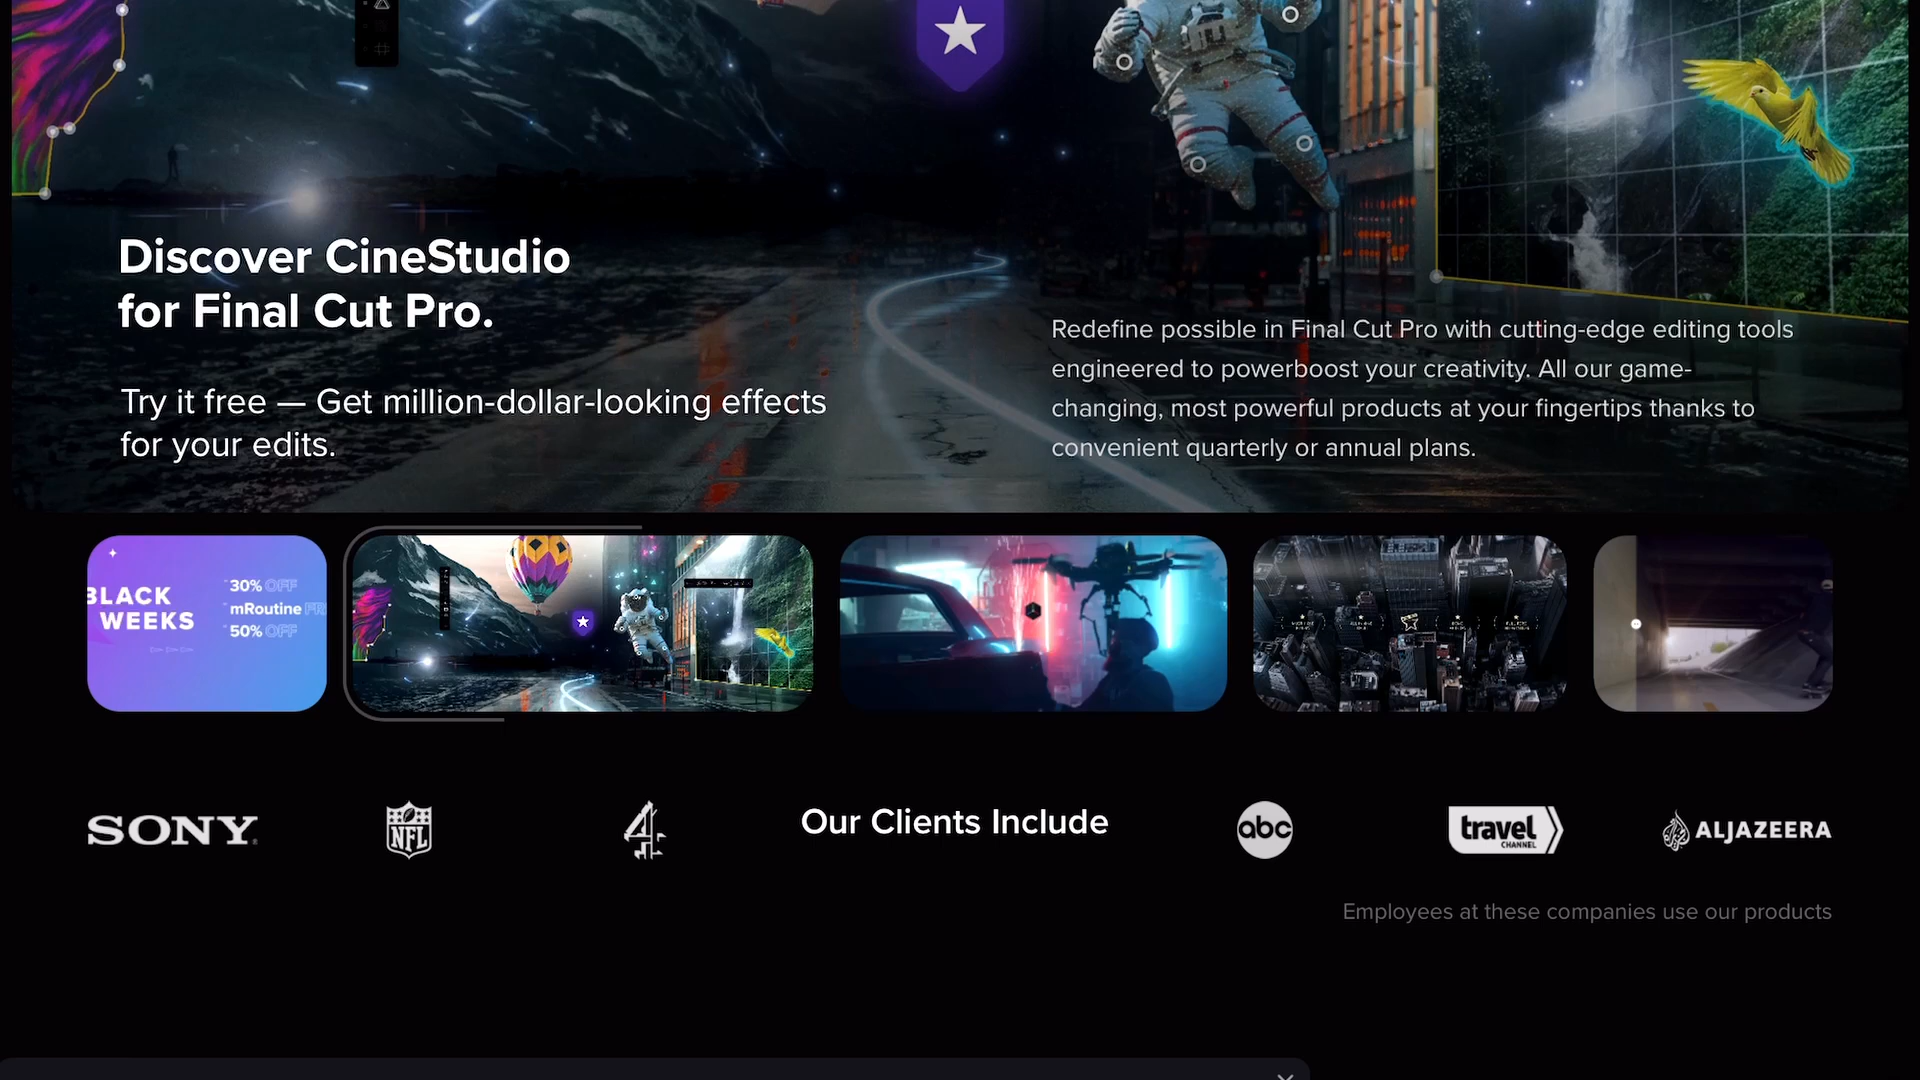 Discover CineStudio
for Final Cut Pro.
Try it free — Get million-dollar-looking effects
for your edits.
Redefine possible in Final Cut Pro with cutting-edge editing tools
engineered to powerboost your creativity. All our game-
changing, most powerful products at your fingertips thanks to
convenient quarterly or annual plans.
BLACK
WEEKS
30% OFF
mRoutine FR
50% OFF
SONY
NFL
4
Our Clients Include
abc
travel
CHANNEL
ALJAZEERA
Employees at these companies use our products